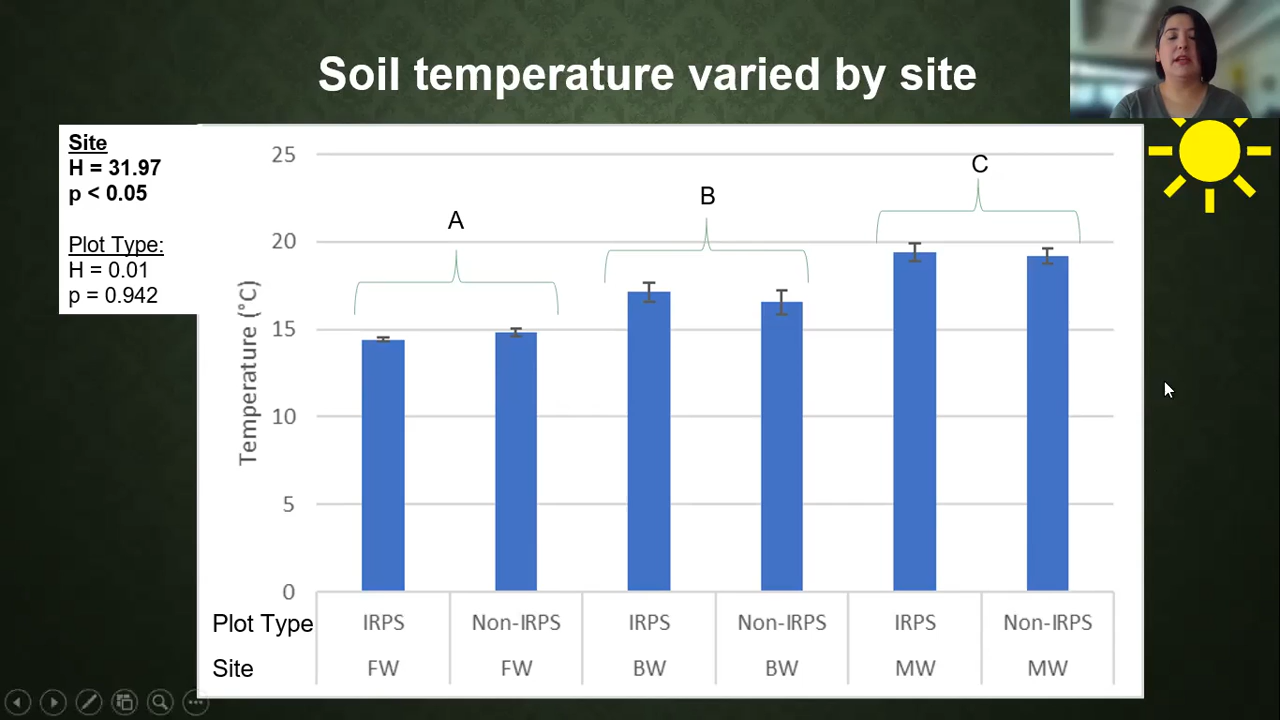 Soil temperature varied by site
Site
H = 31.97
p < 0.05
Plot Type:
H = 0.01
p = 0.942
Temperature (°C)
25
20
15
10
5
0
A
B
C
Plot Type IRPS Non-IRPS IRPS Non-IRPS IRPS Non-IRPS
Site FW FW BW BW MW MW